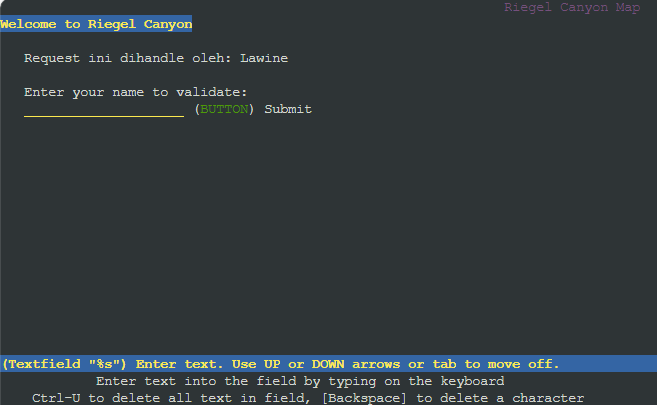 Riegel Canyon Map
Welcome to Riegel Canyon
Request ini dihandle oleh: Lawine
Enter your name to validate:
____________________ (BUTTON) Submit
(Textfield "%s") Enter text. Use UP or DOWN arrows or tab to move off.
Enter text into the field by typing on the keyboard
Ctrl-U to delete all text in field, [Backspace] to delete a character